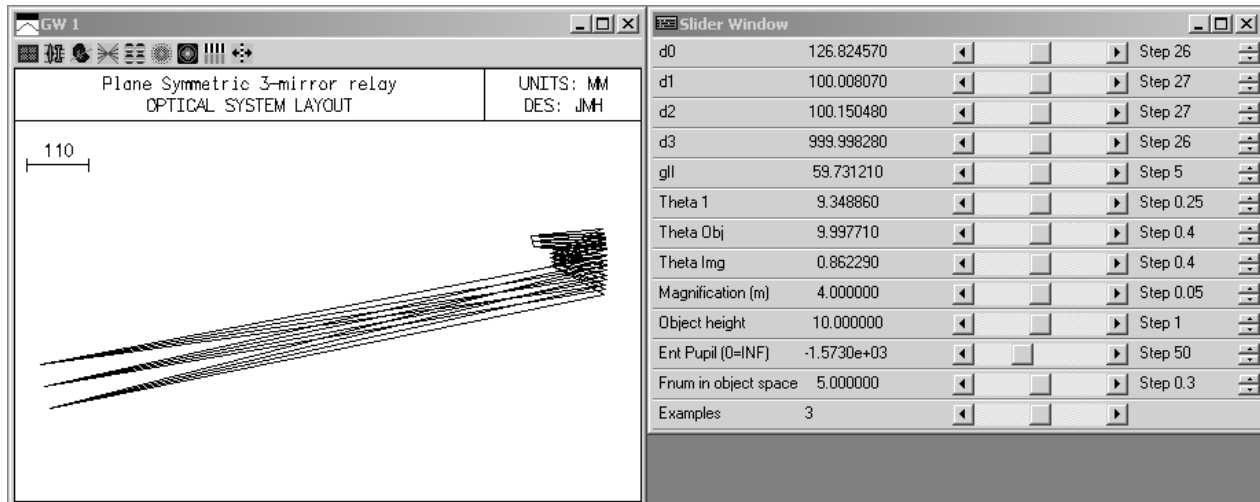 GW 1
Plane Symmetric 3-mirror relay
OPTICAL SYSTEM LAYOUT
UNITS: MM
DES: JMH
110
Slider Window
d0 126.824570 Step 26
d1 100.008070 Step 27
d2 100.150480 Step 27
d3 999.998280 Step 26
gll 59.731210 Step 5
Theta 1 9.348860 Step 0.25
Theta Obj 9.997710 Step 0.4
Theta Img 0.862290 Step 0.4
Magnification (m) 4.000000 Step 0.05
Object height 10.000000 Step 1
Ent Pupil (0=INF) -1.5730e+03 Step 50
Fnum in object space 5.000000 Step 0.3
Examples 3